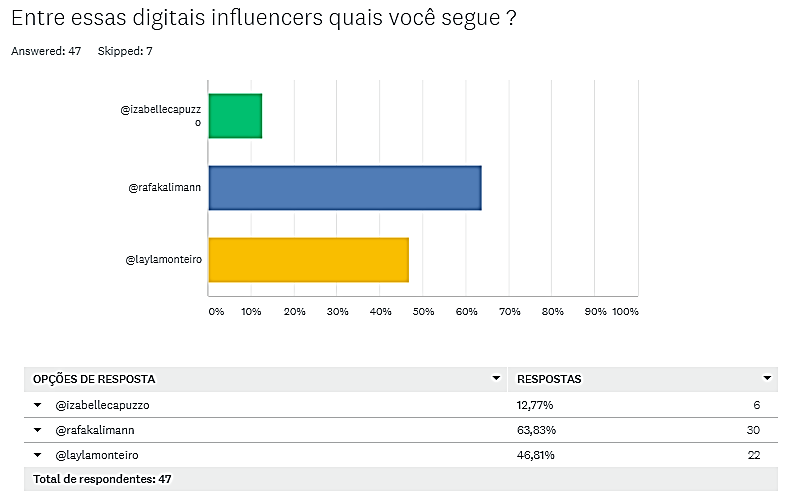 Entre essas digitais influencers quais você segue ?
Answered: 47 Skipped: 7
@izabellecapuzz
o
@rafakalimann
@laylamonteiro
0% 10% 20% 30% 40% 50% 60% 70% 80% 90% 100%
OPÇÕES DE RESPOSTA RESPOSTAS
@izabellecapuzzo 12,77% 6
@rafakalimann 63,83% 30
@laylamonteiro 46,81% 22
Total de respondentes: 47